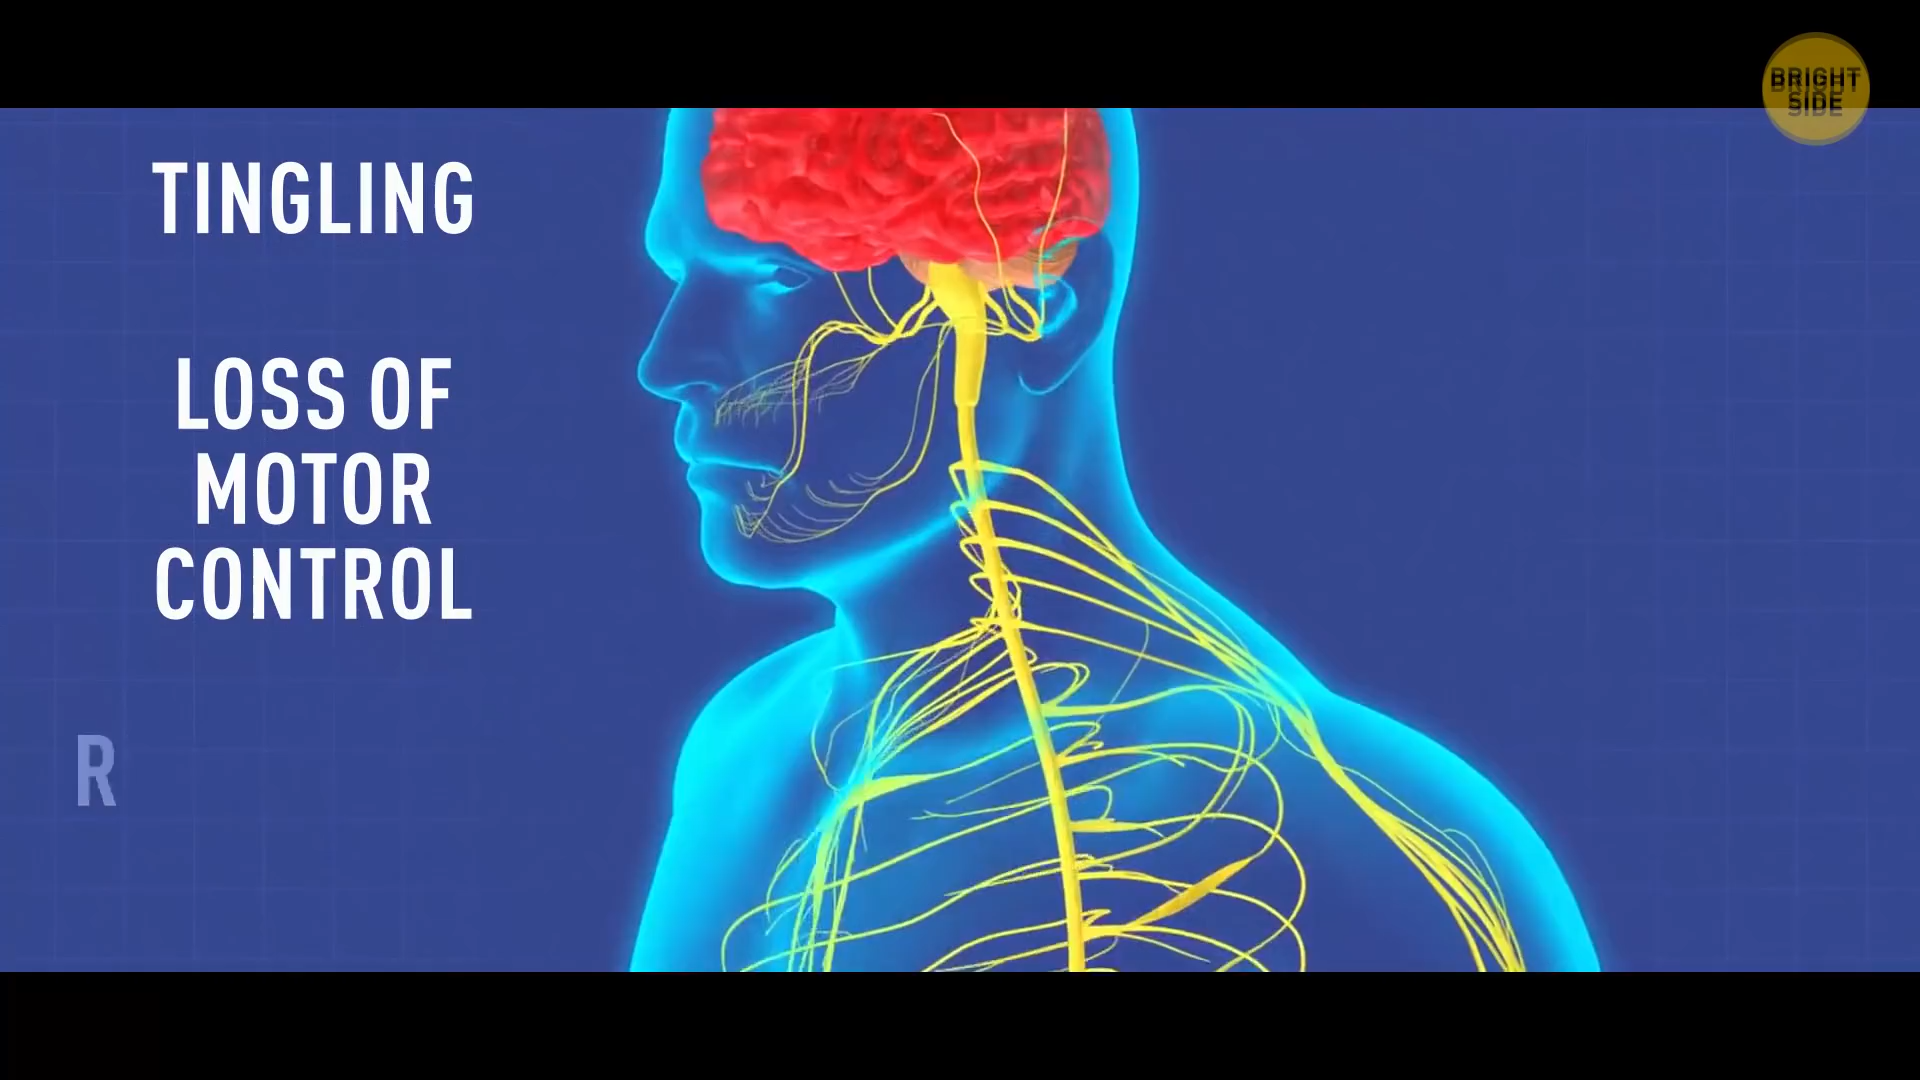 BRIGHT
SIDE
TINGLING
LOSS OF
MOTOR
CONTROL
R